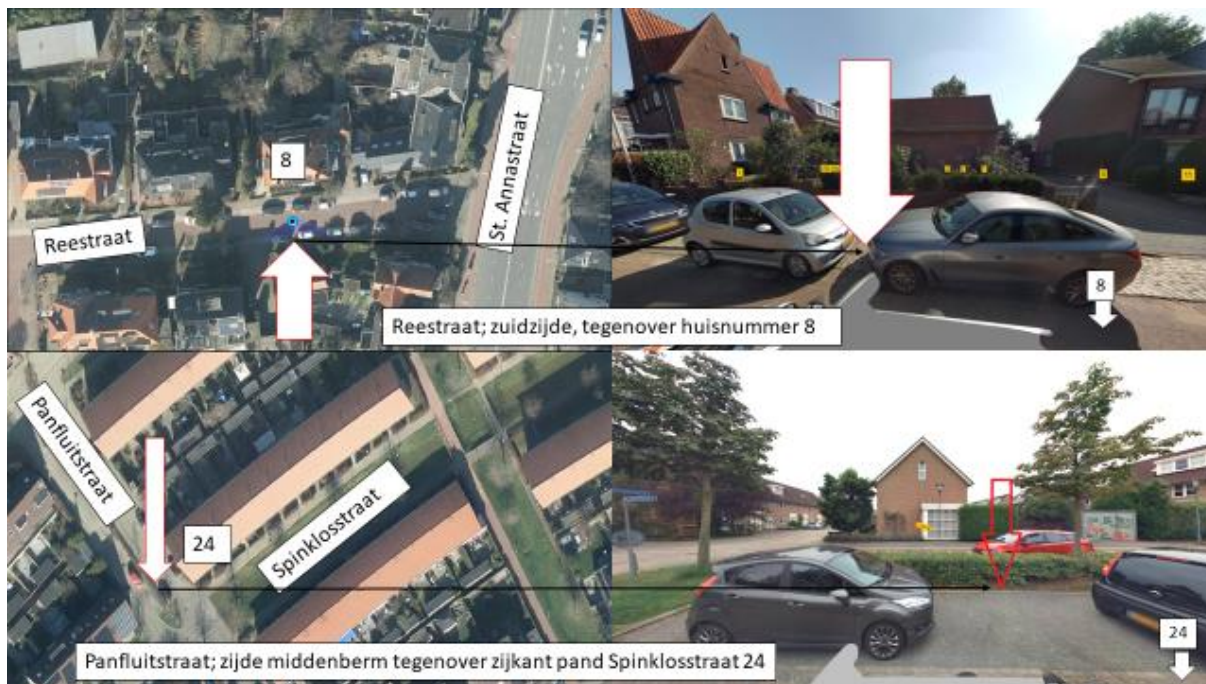 8
Reestraat
St. Annastraat
8
Reestraat; zuidzijde, tegenover huisnummer 8
Panfluitstraat
24
Spinklosstraat
24
Panfluitstraat; zijde middenberm tegenover zijkant pand Spinklosstraat 24